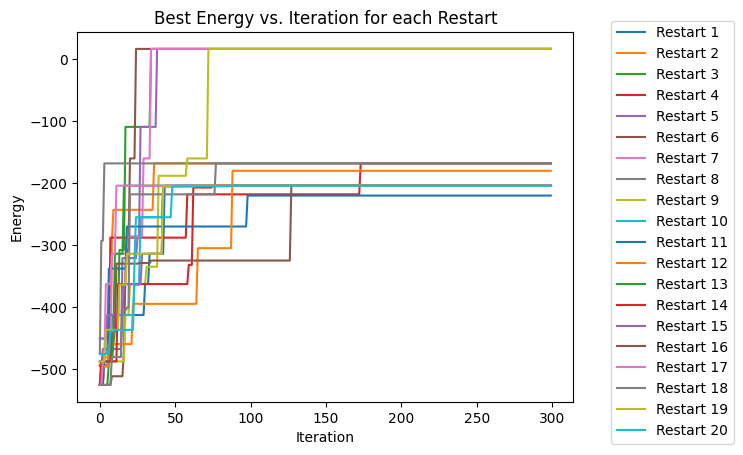 Best Energy vs. Iteration for each Restart
Energy
0
−100
−200
−300
−400
−500
0 50 100 150 200 250 300
Iteration
Restart 1
Restart 2
Restart 3
Restart 4
Restart 5
Restart 6
Restart 7
Restart 8
Restart 9
Restart 10
Restart 11
Restart 12
Restart 13
Restart 14
Restart 15
Restart 16
Restart 17
Restart 18
Restart 19
Restart 20